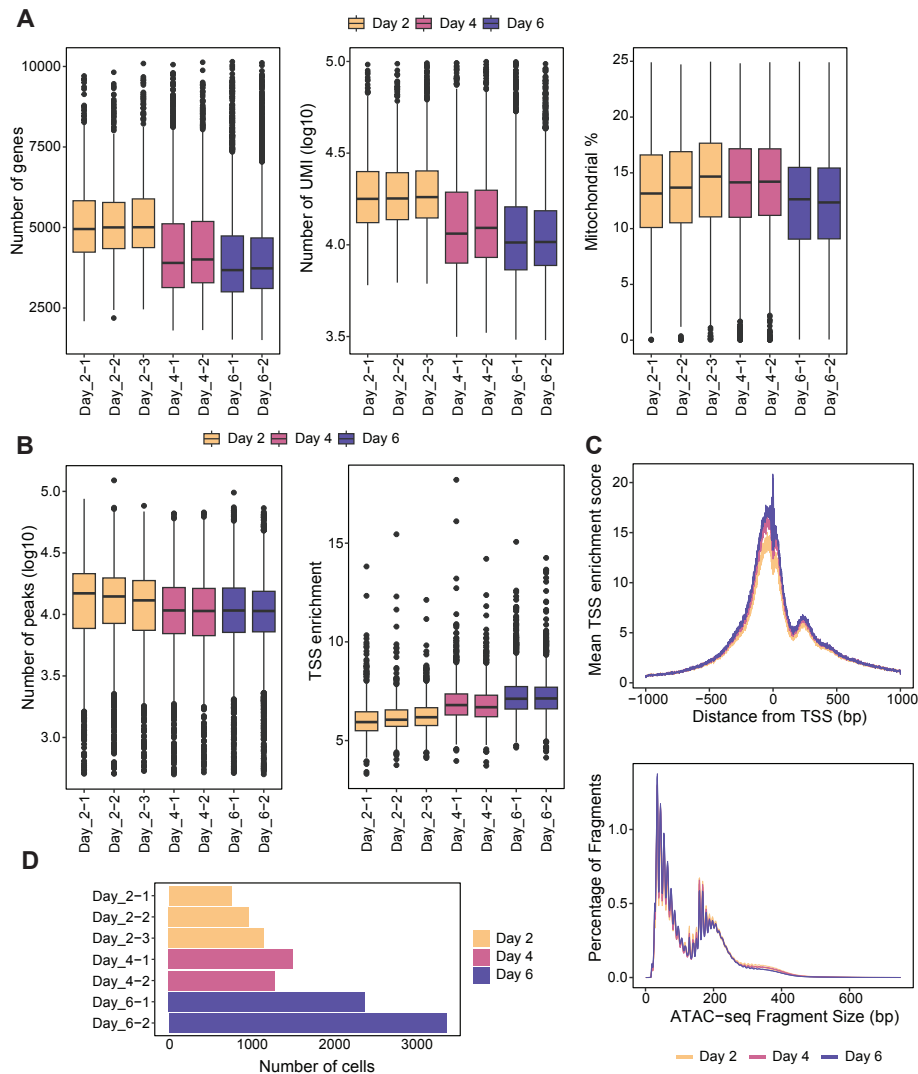 A
Day 2 Day 4 Day 6
Number of genes
10000
7500
5000
2500
Day_2−1
Day_2−2
Day_2−3
Day_4−1
Day_4−2
Day_6−1
Day_6−2
Number of UMI (log10)
5.0
4.5
4.0
3.5
Day_2−1
Day_2−2
Day_2−3
Day_4−1
Day_4−2
Day_6−1
Day_6−2
Mitochondrial %
25
20
15
10
5
0
Day_2−1
Day_2−2
Day_2−3
Day_4−1
Day_4−2
Day_6−1
Day_6−2
B
Day 2 Day 4 Day 6
Number of peaks (log10)
5.0
4.5
4.0
3.5
3.0
Day_2−1
Day_2−2
Day_2−3
Day_4−1
Day_4−2
Day_6−1
Day_6−2
TSS enrichment
15
10
5
Day_2−1
Day_2−2
Day_2−3
Day_4−1
Day_4−2
Day_6−1
Day_6−2
C
Mean TSS enrichment score
20
15
10
5
0
−1000 −500 0 500 1000
Distance from TSS (bp)
Percentage of Fragments
1.0
0.5
0.0
0 200 400 600
ATAC−seq Fragment Size (bp)
Day 2 Day 4 Day 6
D
Day_2−1
Day_2−2
Day_2−3
Day_4−1
Day_4−2
Day_6−1
Day_6−2
0 1000 2000 3000
Number of cells
Day 2
Day 4
Day 6